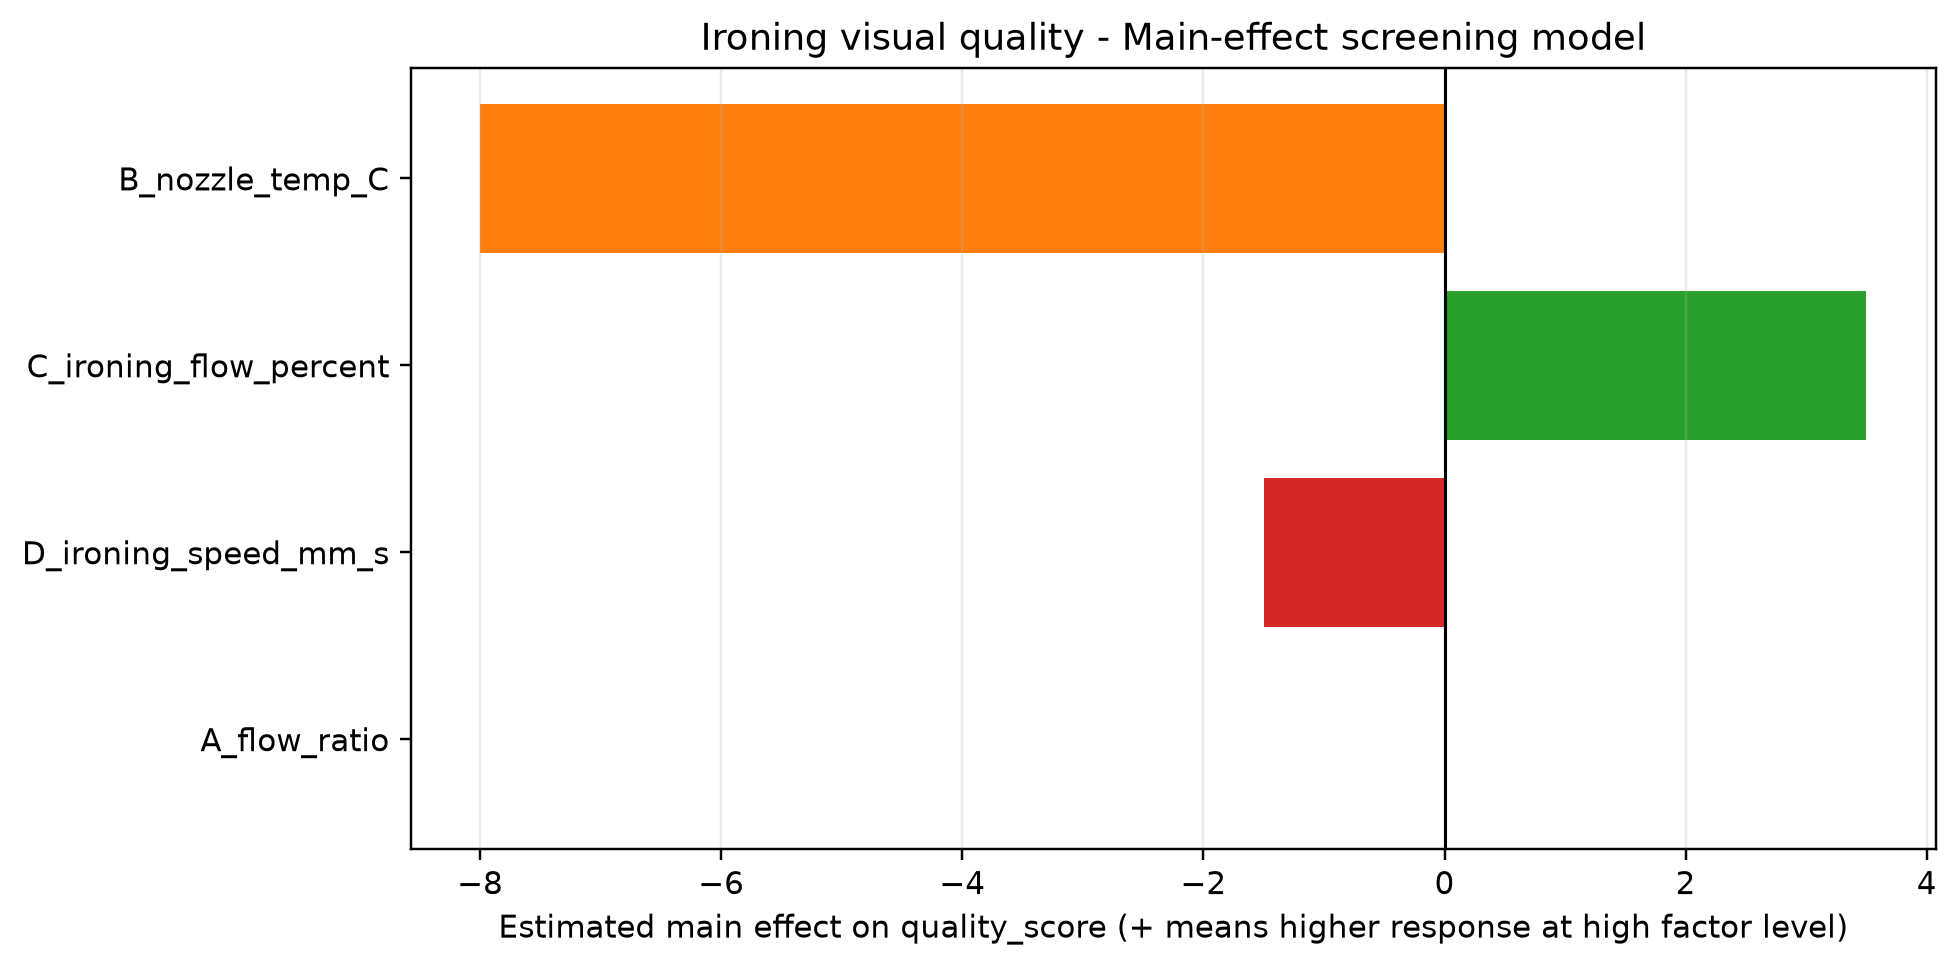 Ironing visual quality - Main-effect screening model
B_nozzle_temp_C
C_ironing_flow_percent
D_ironing_speed_mm_s
A_flow_ratio
−8 −6 −4 −2 0 2 4
Estimated main effect on quality_score (+ means higher response at high factor level)